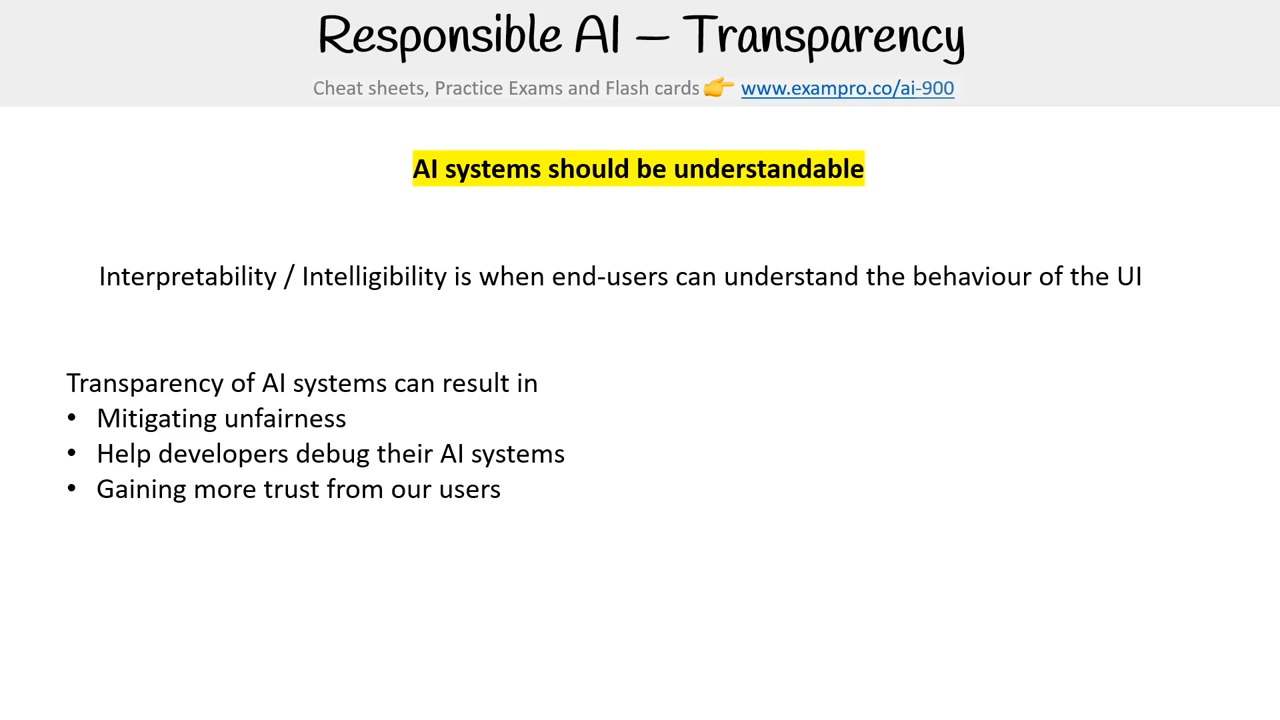 Responsible AI – Transparency
Cheat sheets, Practice Exams and Flash cards 👉 www.exampro.co/ai-900
AI systems should be understandable
Interpretability / Intelligibility is when end-users can understand the behaviour of the UI
Transparency of AI systems can result in
• Mitigating unfairness
• Help developers debug their AI systems
• Gaining more trust from our users